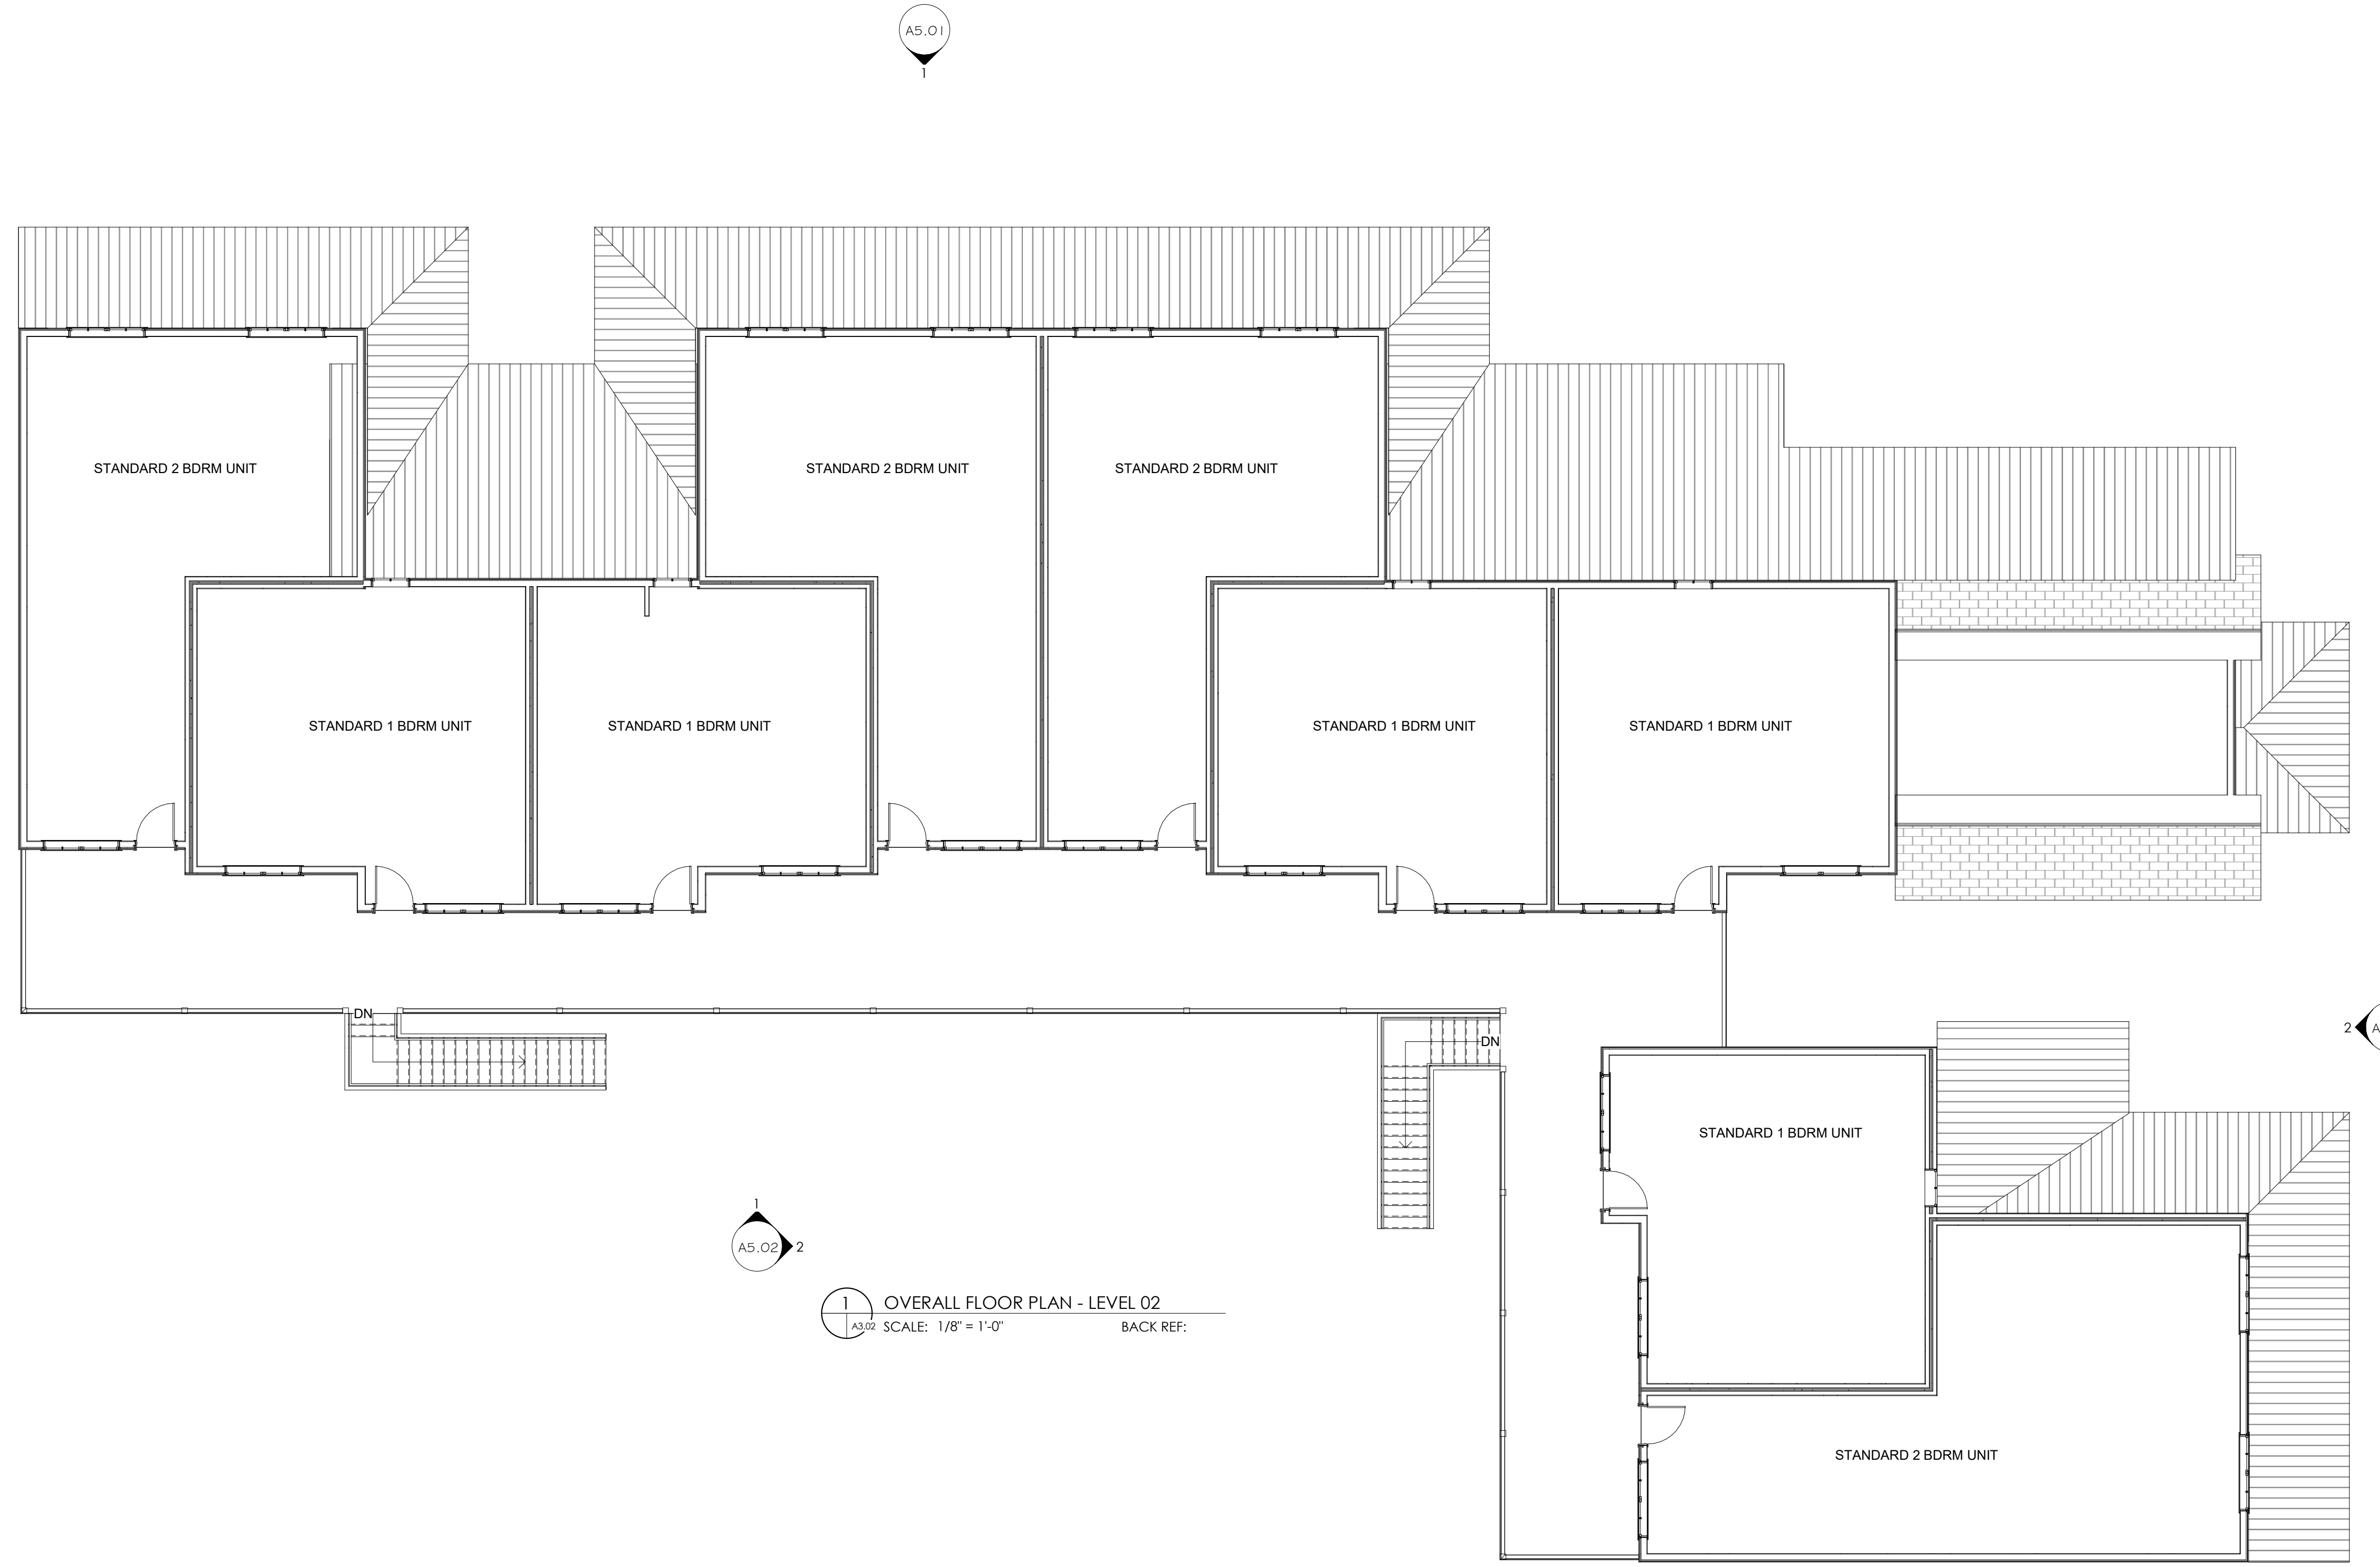 A5.01
1
STANDARD 2 BDRM UNIT
STANDARD 2 BDRM UNIT
STANDARD 2 BDRM UNIT
STANDARD 1 BDRM UNIT
STANDARD 1 BDRM UNIT
STANDARD 1 BDRM UNIT
STANDARD 1 BDRM UNIT
DN
DN
2
A
STANDARD 1 BDRM UNIT
1
A5.02
2
1
A3.02
OVERALL FLOOR PLAN - LEVEL 02
SCALE: 1/8" = 1'-0"
BACK REF:
STANDARD 2 BDRM UNIT